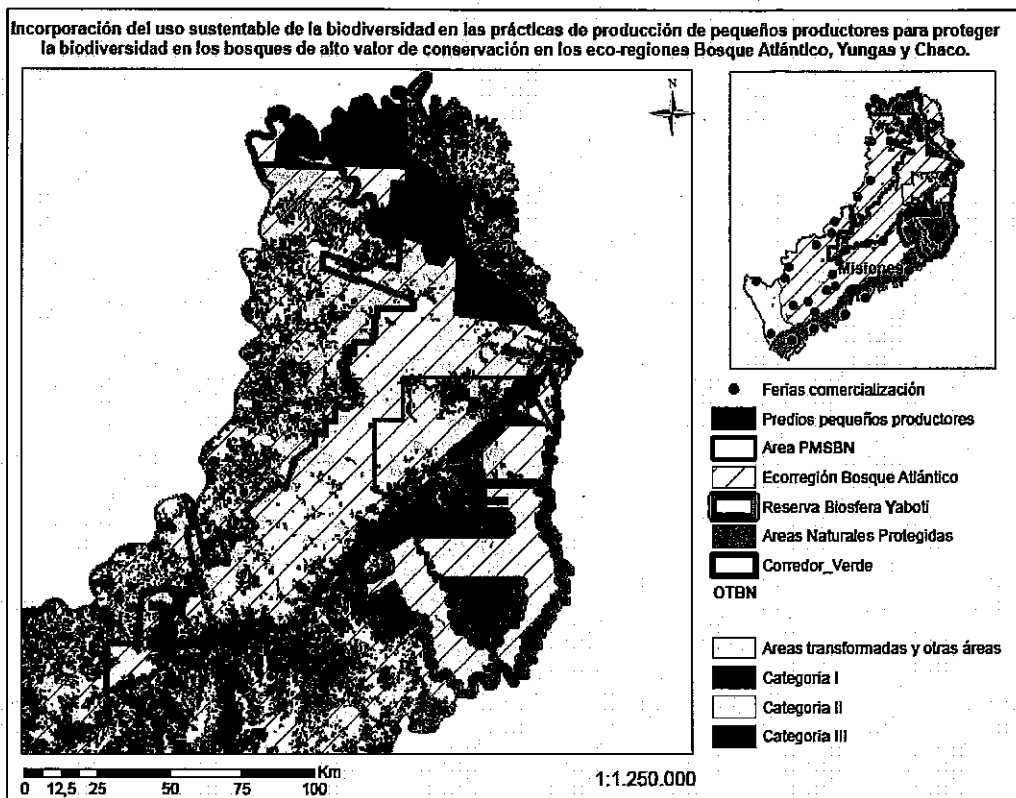 Incorporación del uso sustentable de la biodiversidad en las prácticas de producción de pequeños productores para proteger
la biodiversidad en los bosques de alto valor de conservación en los eco-regiones Bosque Atlántico, Yungas y Chaco.
N
Misiones
Ferias comercialización
Predios pequeños productores
Area PMSBN
Ecorregión Bosque Atlántico
Reserva Biosfera Yabotí
Areas Naturales Protegidas
Corredor_Verde
OTBN
Areas transformadas y otras áreas
Categoría I
Categoría II
Categoría III
Km
0 12,5 25 50 75 100
1:1.250.000